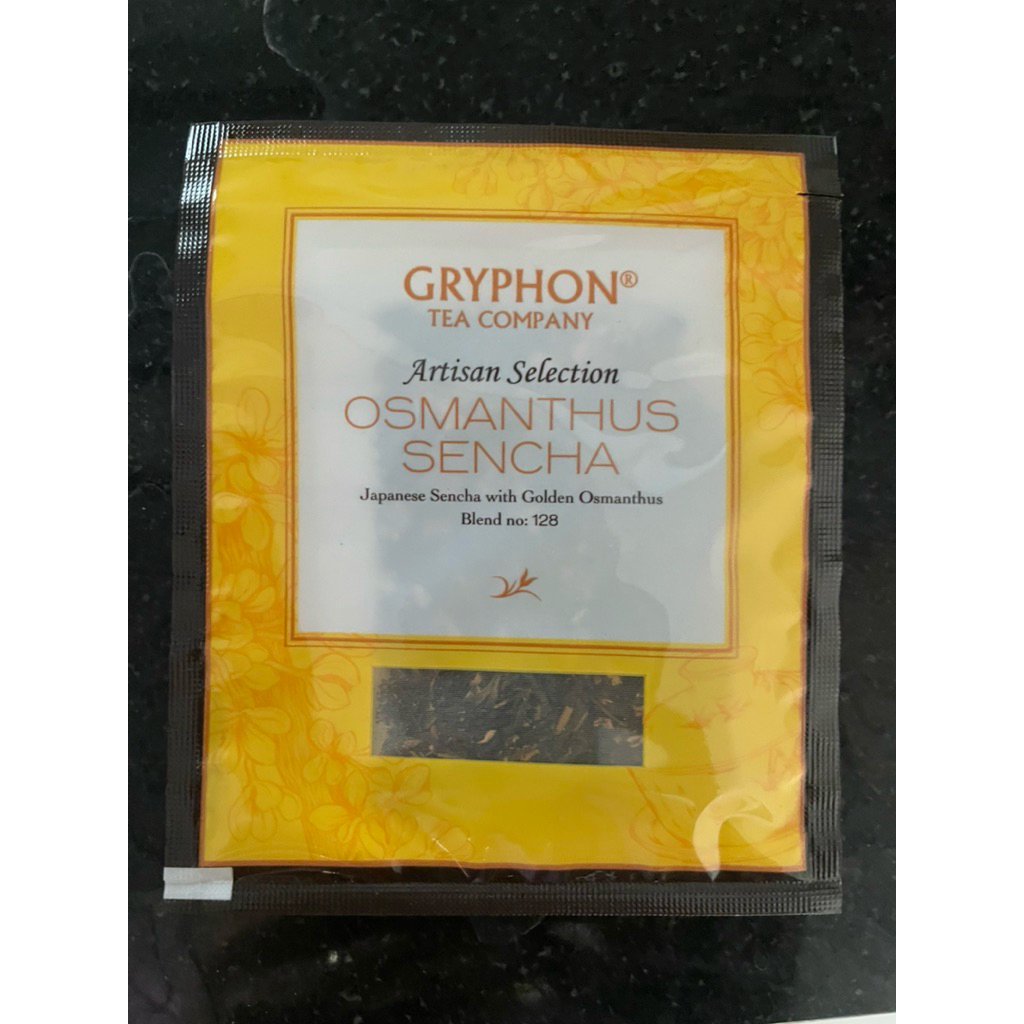 GRYPHON®
TEA COMPANY
Artisan Selection
OSMANTHUS
SENCHA
Japanese Sencha with Golden Osmanthus
Blend no: 128